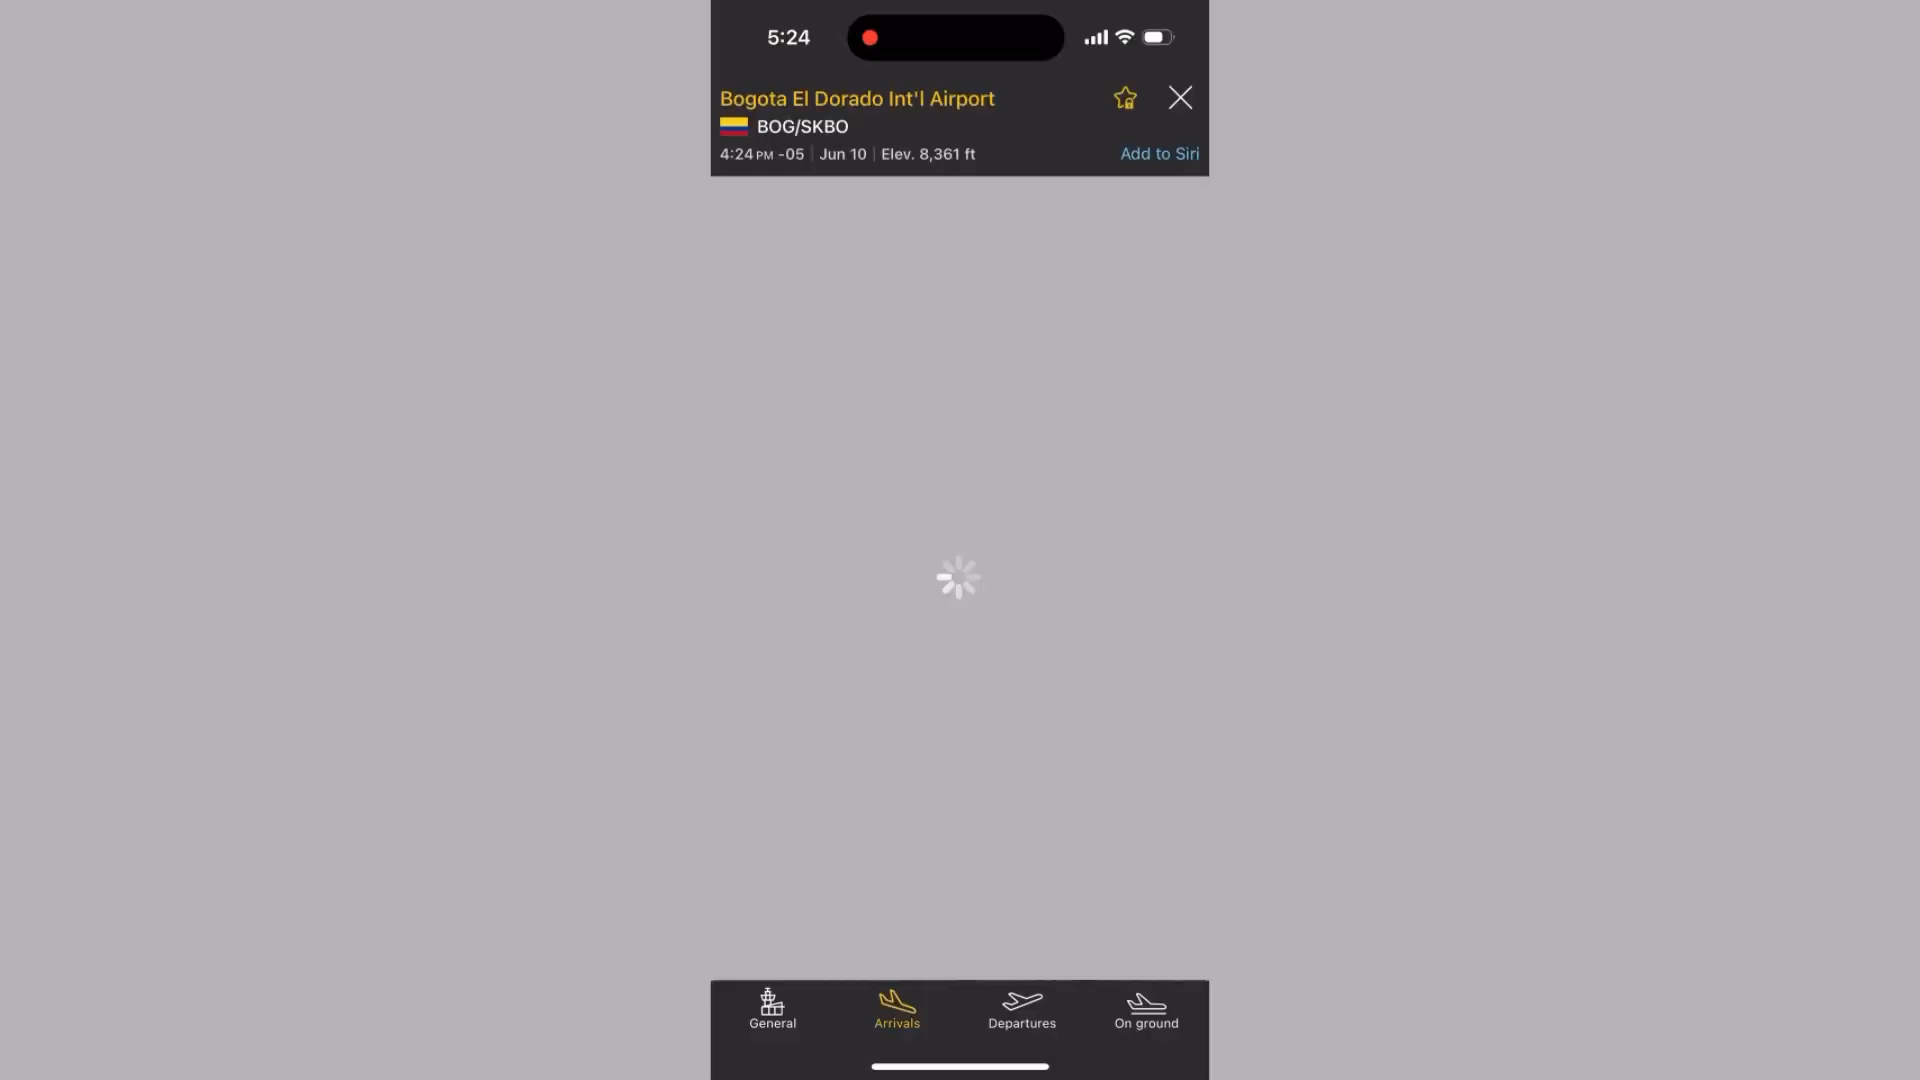 5:24
Bogota El Dorado Int'l Airport
BOG/SKBO
4:24 PM -05 | Jun 10 | Elev. 8,361 ft
Add to Siri
General
Arrivals
Departures
On ground